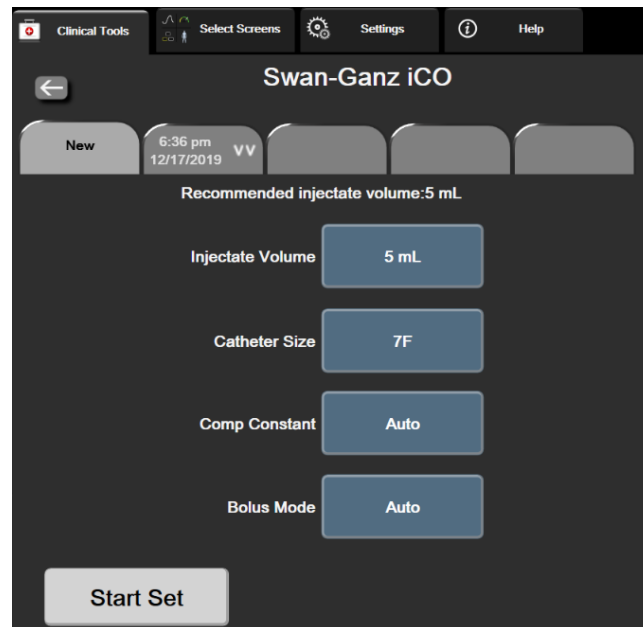 Clinical Tools Select Screens Settings Help
Swan-Ganz iCO
New
6:36 pm
12/17/2019
Recommended injectate volume:5 mL
Injectate Volume 5 mL
Catheter Size 7F
Comp Constant Auto
Bolus Mode Auto
Start Set